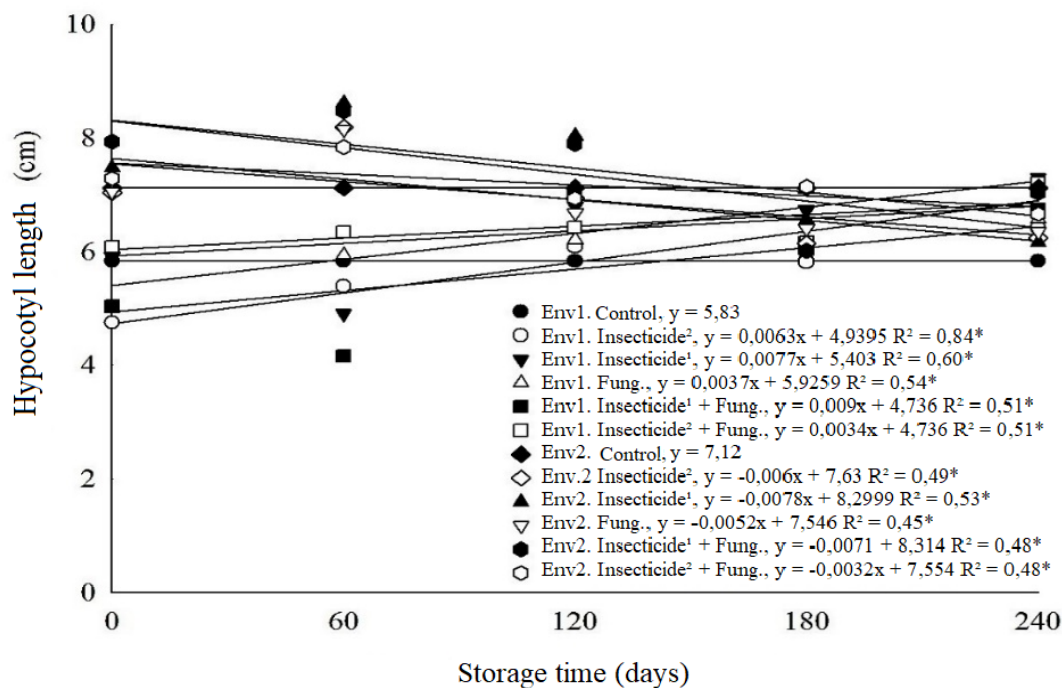 10
8
6
4
2
0
Hypocotyl length (cm)
Env1. Control, y = 5,83
Env1. Insecticide², y = 0,0063x + 4,9395 R² = 0,84*
Env1. Insecticide¹, y = 0,0077x + 5,403 R² = 0,60*
Env1. Fung., y = 0,0037x + 5,9259 R² = 0,54*
Env1. Insecticide¹ + Fung., y = 0,009x + 4,736 R² = 0,51*
Env1. Insecticide² + Fung., y = 0,0034x + 4,736 R² = 0,51*
Env2. Control, y = 7,12
Env.2 Insecticide², y = -0,006x + 7,63 R² = 0,49*
Env2. Insecticide¹, y = -0,0078x + 8,2999 R² = 0,53*
Env2. Fung., y = -0,0052x + 7,546 R² = 0,45*
Env2. Insecticide¹ + Fung., y = -0,0071 + 8,314 R² = 0,48*
Env2. Insecticide² + Fung., y = -0,0032x + 7,554 R² = 0,48*
0 60 120 180 240
Storage time (days)